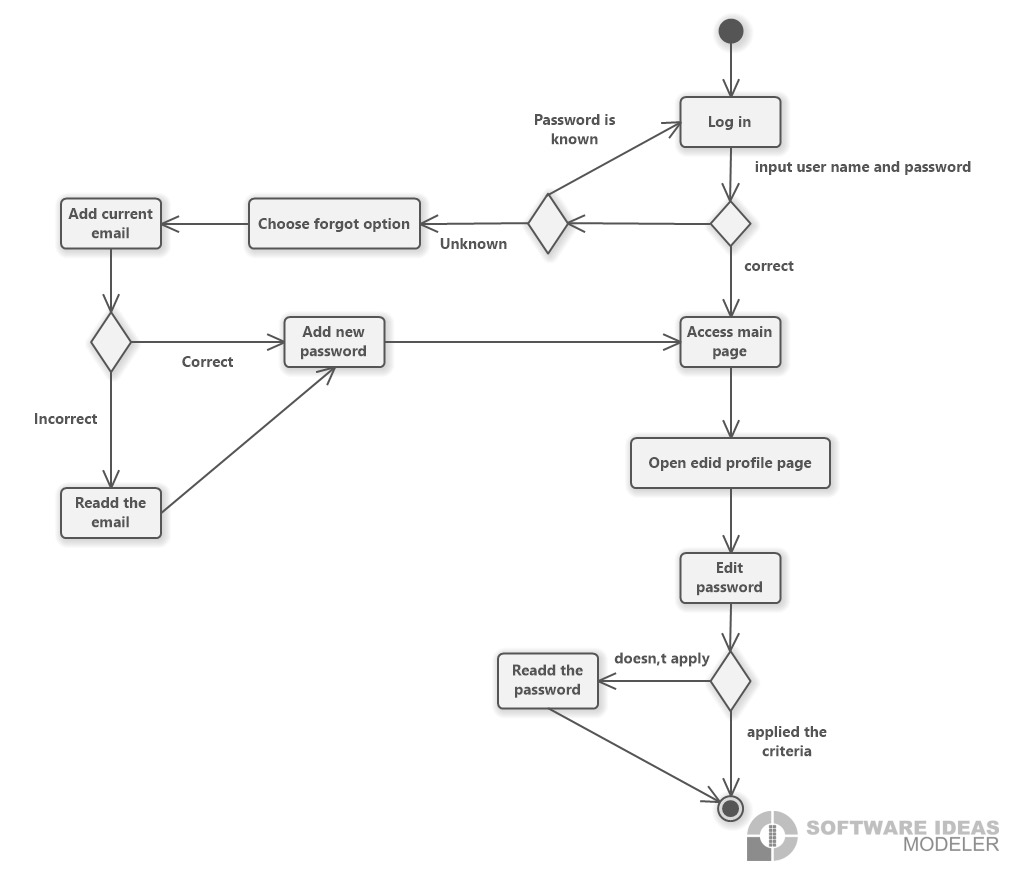 Log in
Password is
known
input user name and password
Add current
email
Choose forgot option
Unknown
correct
Add new
password
Access main
page
Correct
Incorrect
Open edid profile page
Readd the
email
Edit
password
doesn,t apply
Readd the
password
applied the
criteria
SOFTWARE IDEAS
MODELER